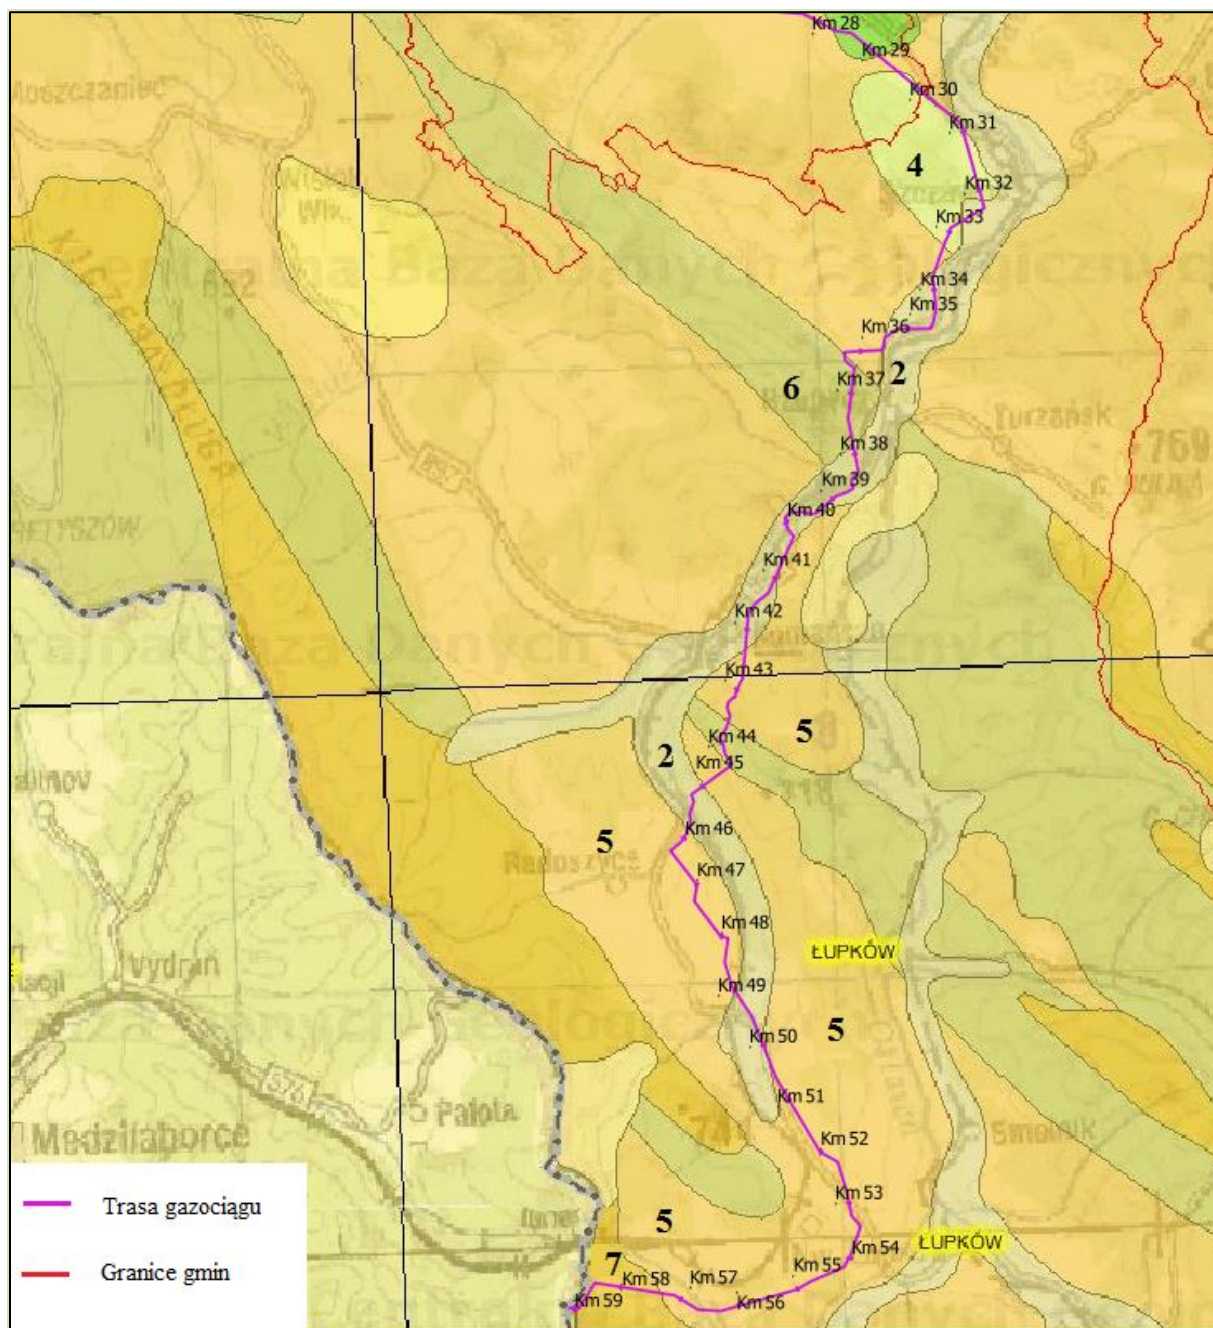 Km 28
Km 29
Moszczaniec
Km 30
Km 31
4
Km 32
Km 33
Km 34
Km 35
Km 36
Km 37
2
6
Turzańsk
Km 38
769
Km 39
Km 40
Km 41
Km 42
Km 43
Km 44
5
2
Km 45
718
Km 46
5
Radoszyce
Km 47
Km 48
ŁUPKÓW
Vydraň
Km 49
5
Km 50
Km 51
Palota
Medzilaborce
Smolnik
Km 52
Km 53
Trasa gazociągu
5
ŁUPKÓW
Km 54
Km 55
Granice gmin
7
Km 58
Km 57
Km 56
Km 59